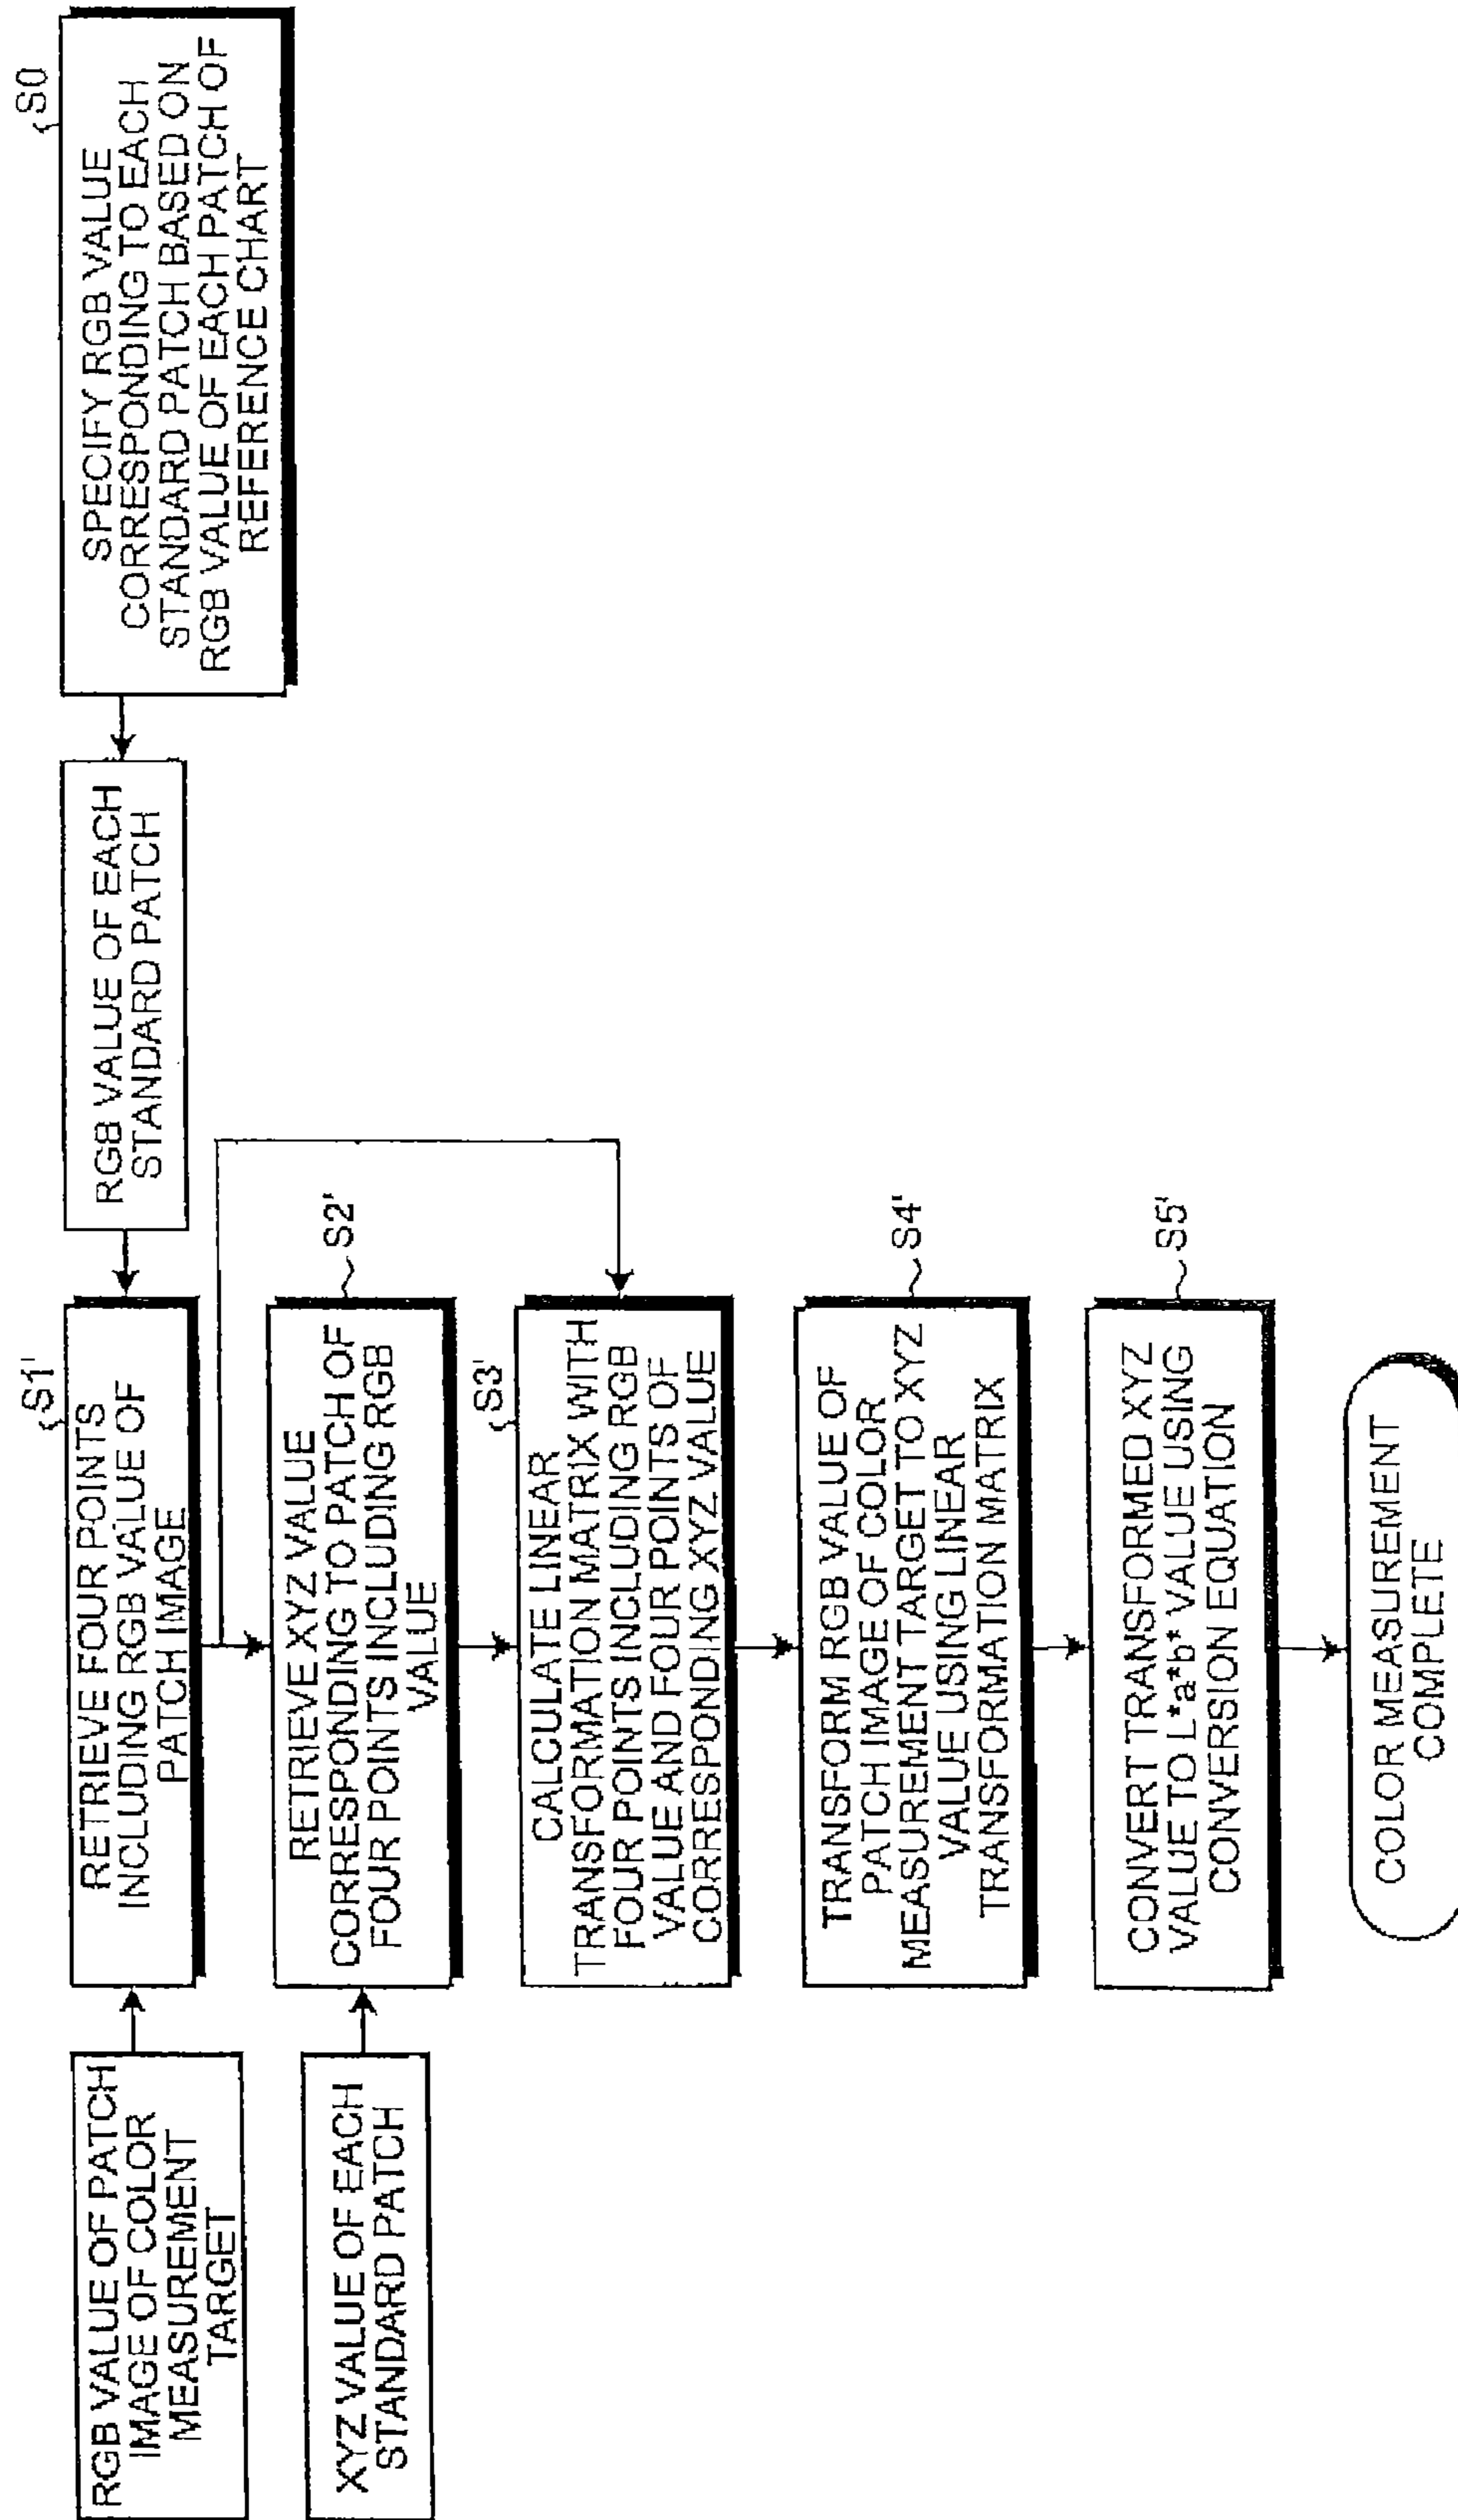 S0
SPECIFY RGB VALUE
CORRESPONDING TO EACH
STANDARD PATCH BASED ON
RGB VALUE OF EACH PATCH OF
REFERENCE CHART
RGB VALUE OF EACH
STANDARD PATCH
S1'
RETRIEVE FOUR POINTS
INCLUDING RGB VALUE OF
PATCH IMAGE
RGB VALUE OF PATCH
IMAGE OF COLOR
MEASUREMENT
TARGET
S2'
RETRIEVE XYZ VALUE
CORRESPONDING TO PATCH OF
FOUR POINTS INCLUDING RGB
VALUE
XYZ VALUE OF EACH
STANDARD PATCH
S3'
CALCULATE LINEAR
TRANSFORMATION MATRIX WITH
FOUR POINTS INCLUDING RGB
VALUE AND FOUR POINTS OF
CORRESPONDING XYZ VALUE
S4'
TRANSFORM RGB VALUE OF
PATCH IMAGE OF COLOR
MEASUREMENT TARGET TO XYZ
VALUE USING LINEAR
TRANSFORMATION MATRIX
S5'
CONVERT TRANSFORMED XYZ
VALUE TO L*a*b* VALUE USING
CONVERSION EQUATION
COLOR MEASUREMENT
COMPLETE